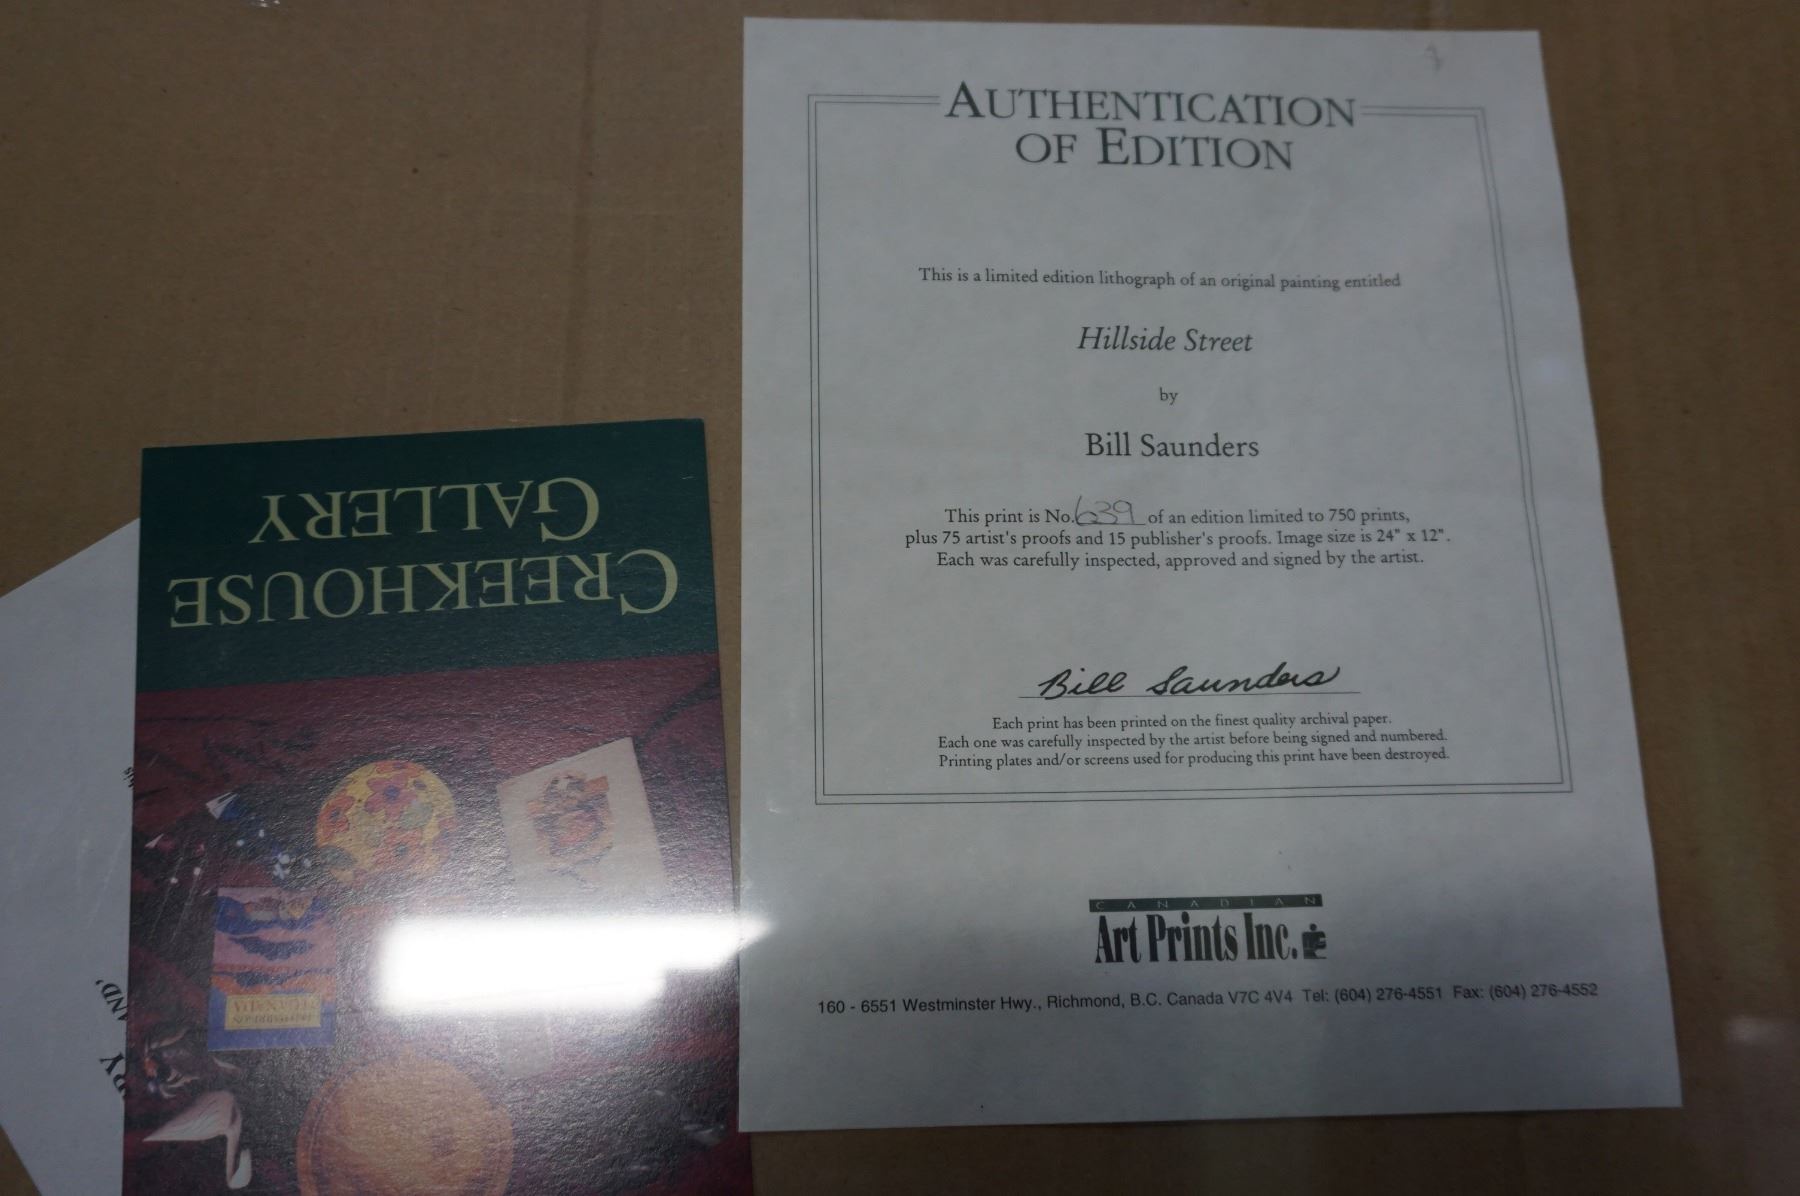 AUTHENTICATION
OF EDITION
This is a limited edition lithograph of an original painting entitled
Hillside Street
by
Bill Saunders
This print is No. 639 of an edition limited to 750 prints,
plus 75 artist's proofs and 15 publisher's proofs. Image size is 24" x 12".
Each was carefully inspected, approved and signed by the artist.
Bill Saunders
Each print has been printed on the finest quality archival paper.
Each one was carefully inspected by the artist before being signed and numbered.
Printing plates and/or screens used for producing this print have been destroyed.
CANADIAN
Art Prints Inc.
160 - 6551 Westminster Hwy., Richmond, B.C. Canada V7C 4V4 Tel: (604) 276-4551 Fax: (604) 276-4552
CREEKHOUSE
GALLERY